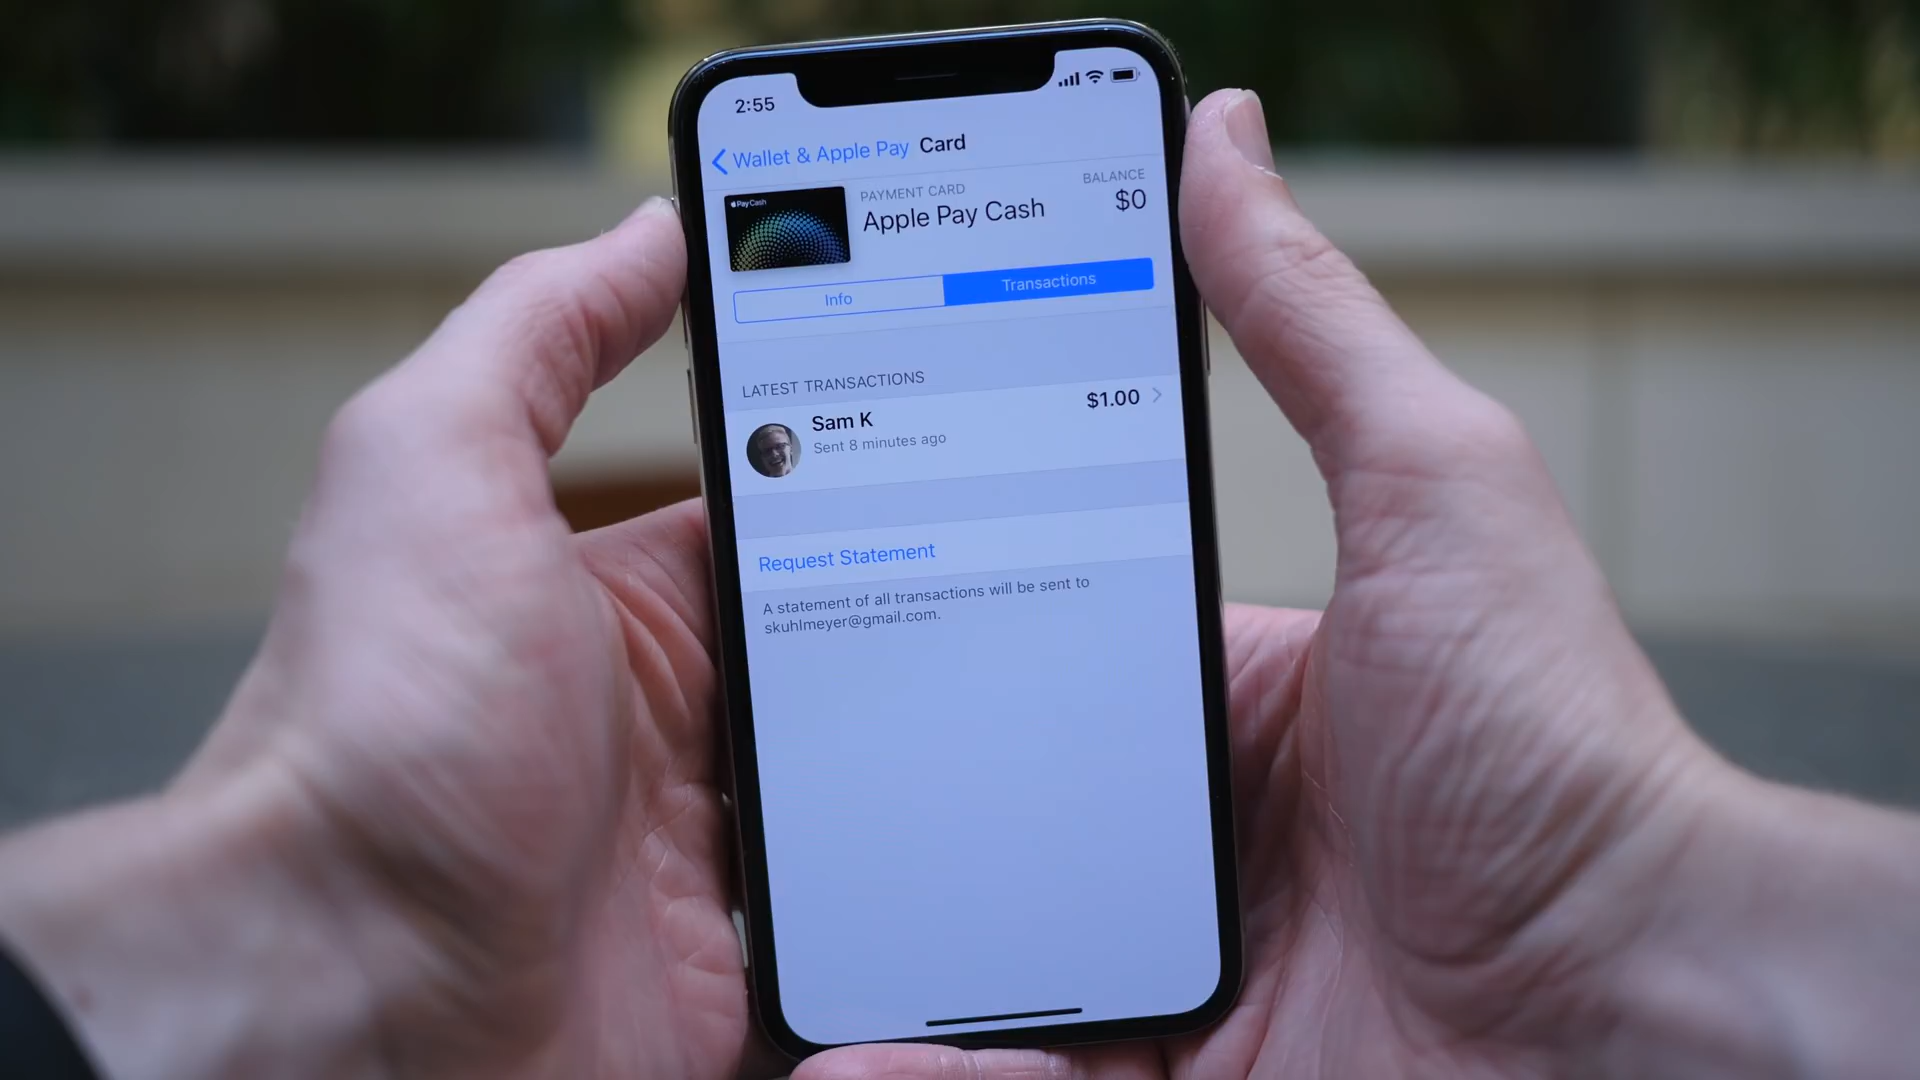 2:55
Wallet & Apple Pay Card
Pay Cash
PAYMENT CARD
Apple Pay Cash
BALANCE
$0
Info
Transactions
LATEST TRANSACTIONS
Sam K
Sent 8 minutes ago
$1.00
Request Statement
A statement of all transactions will be sent to
skuhlmeyer@gmail.com.